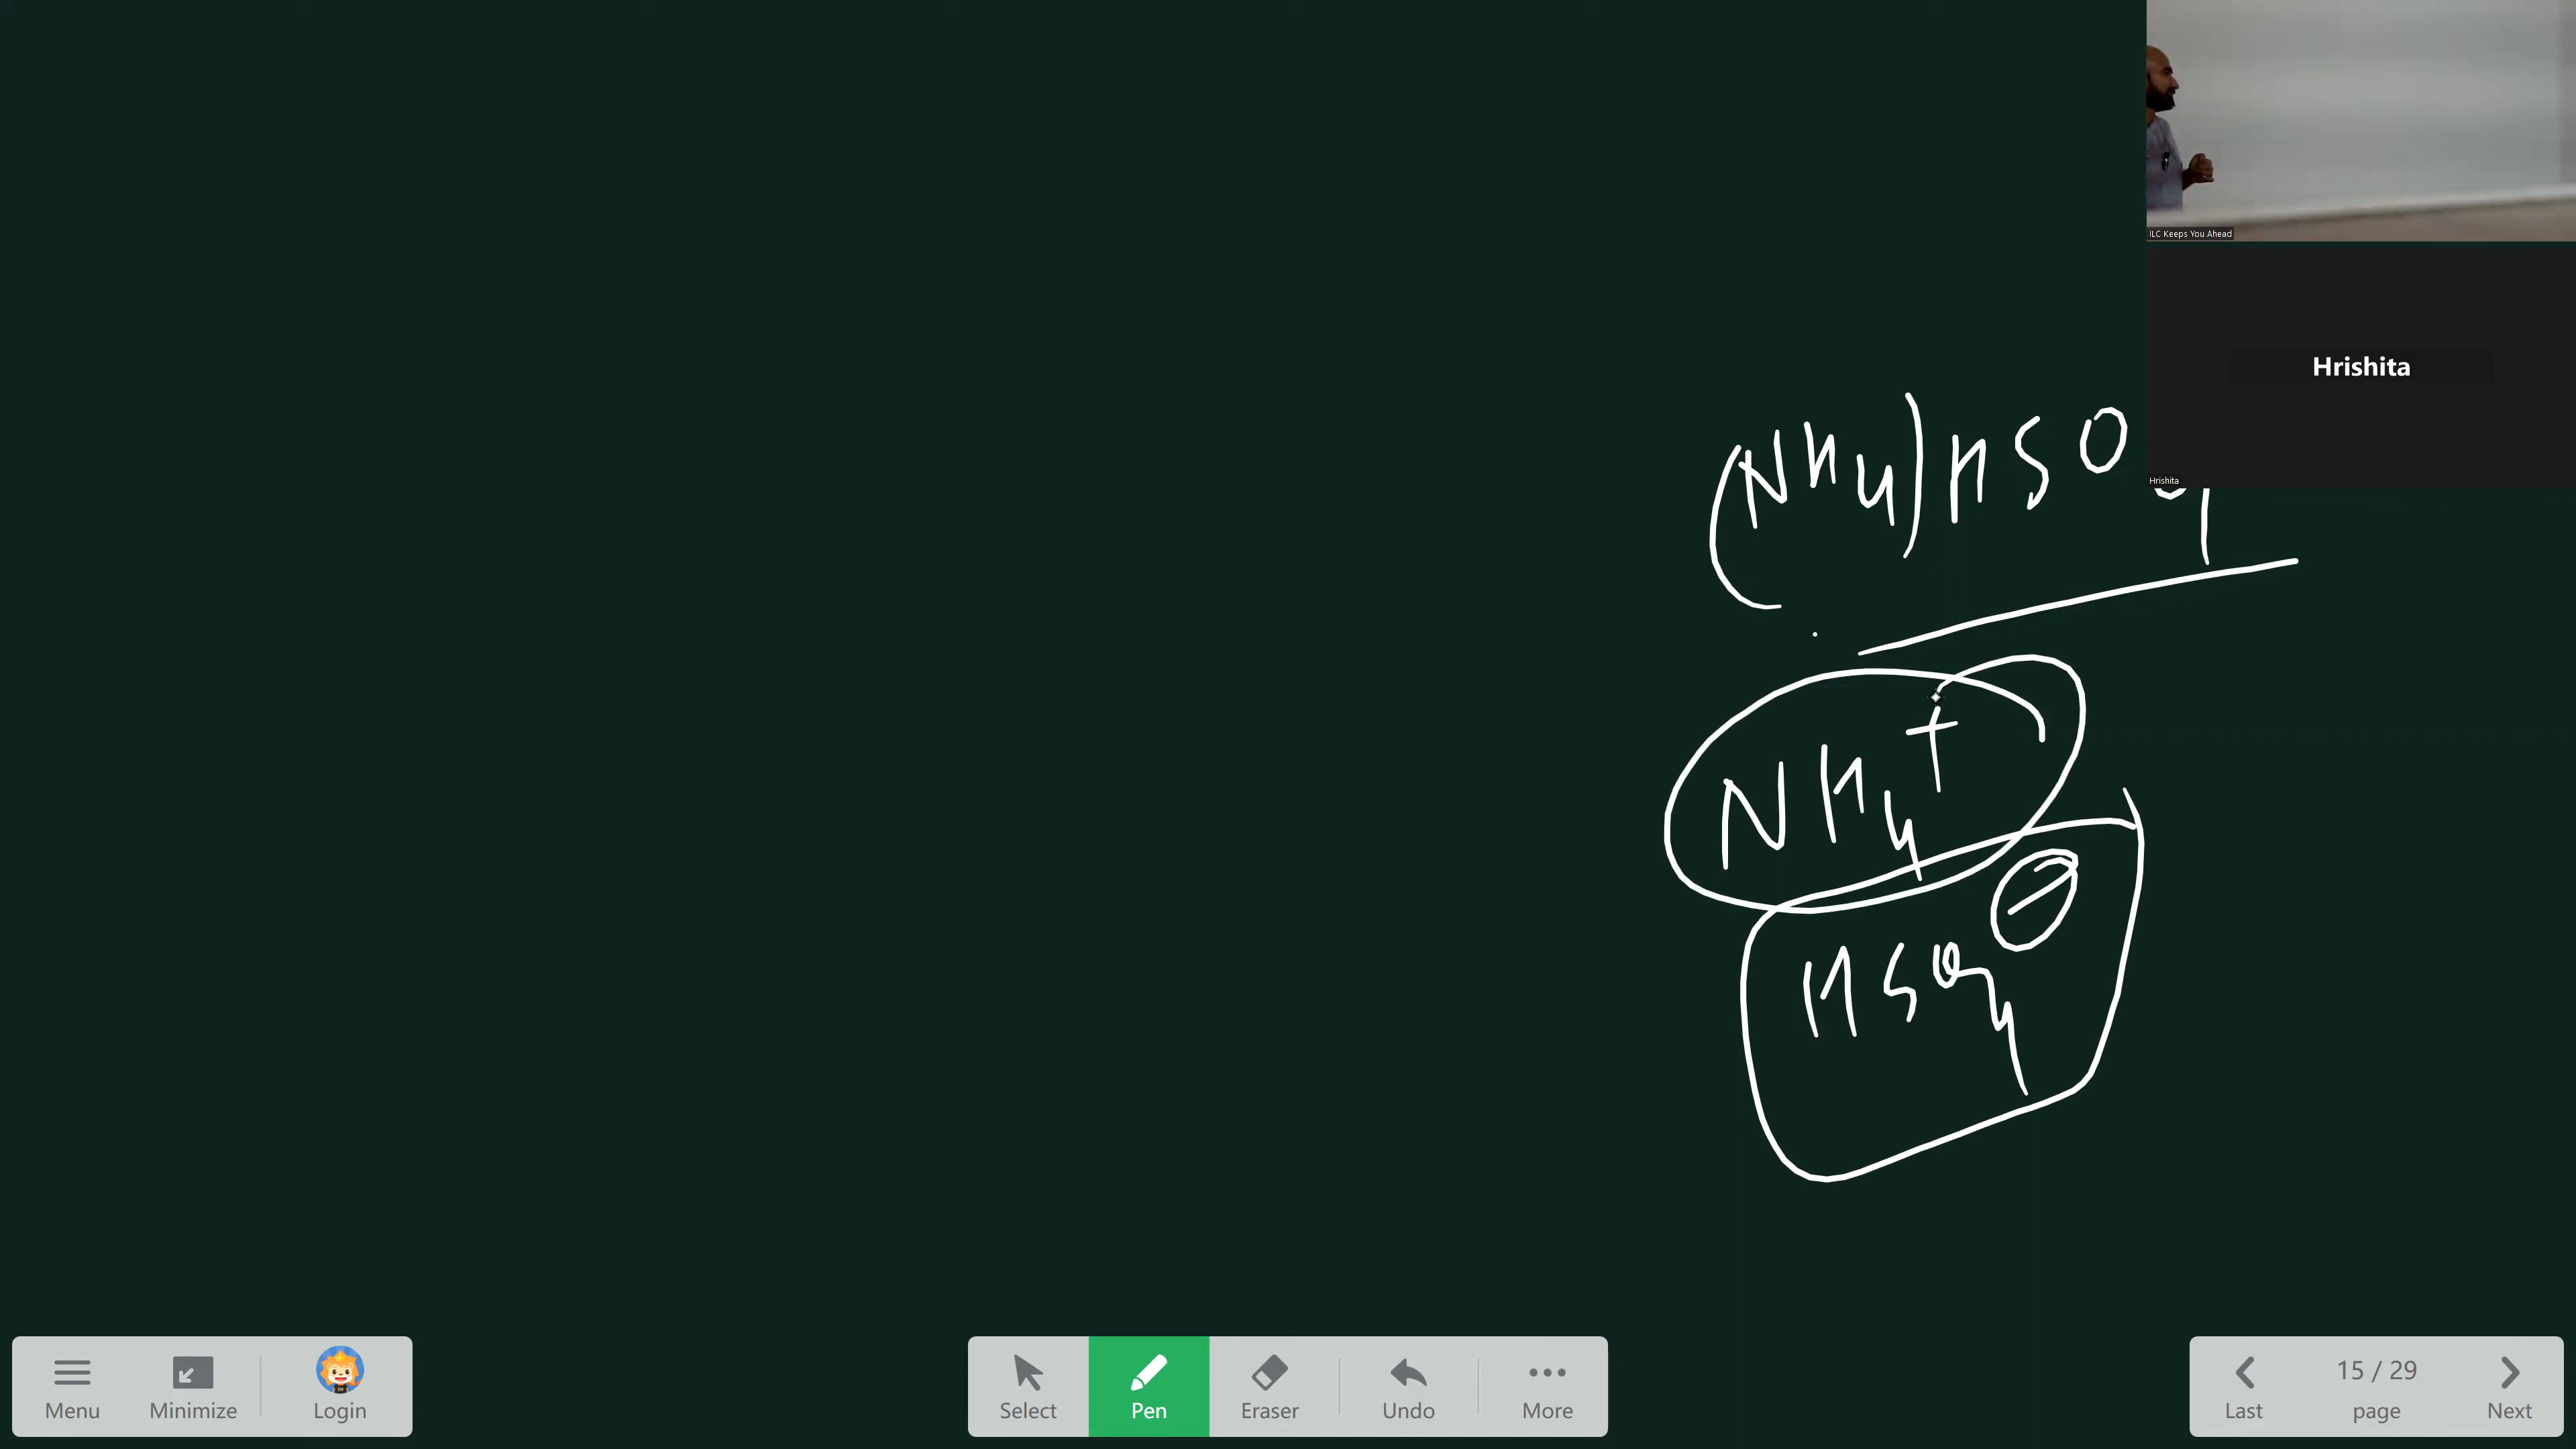 ILC Keeps You Ahead
Hrishita
Hrishita
(NH4)HSO4
NH4+
HSO4-
Menu
Minimize
Login
Select
Pen
Eraser
Undo
More
Last
15 / 29
page
Next